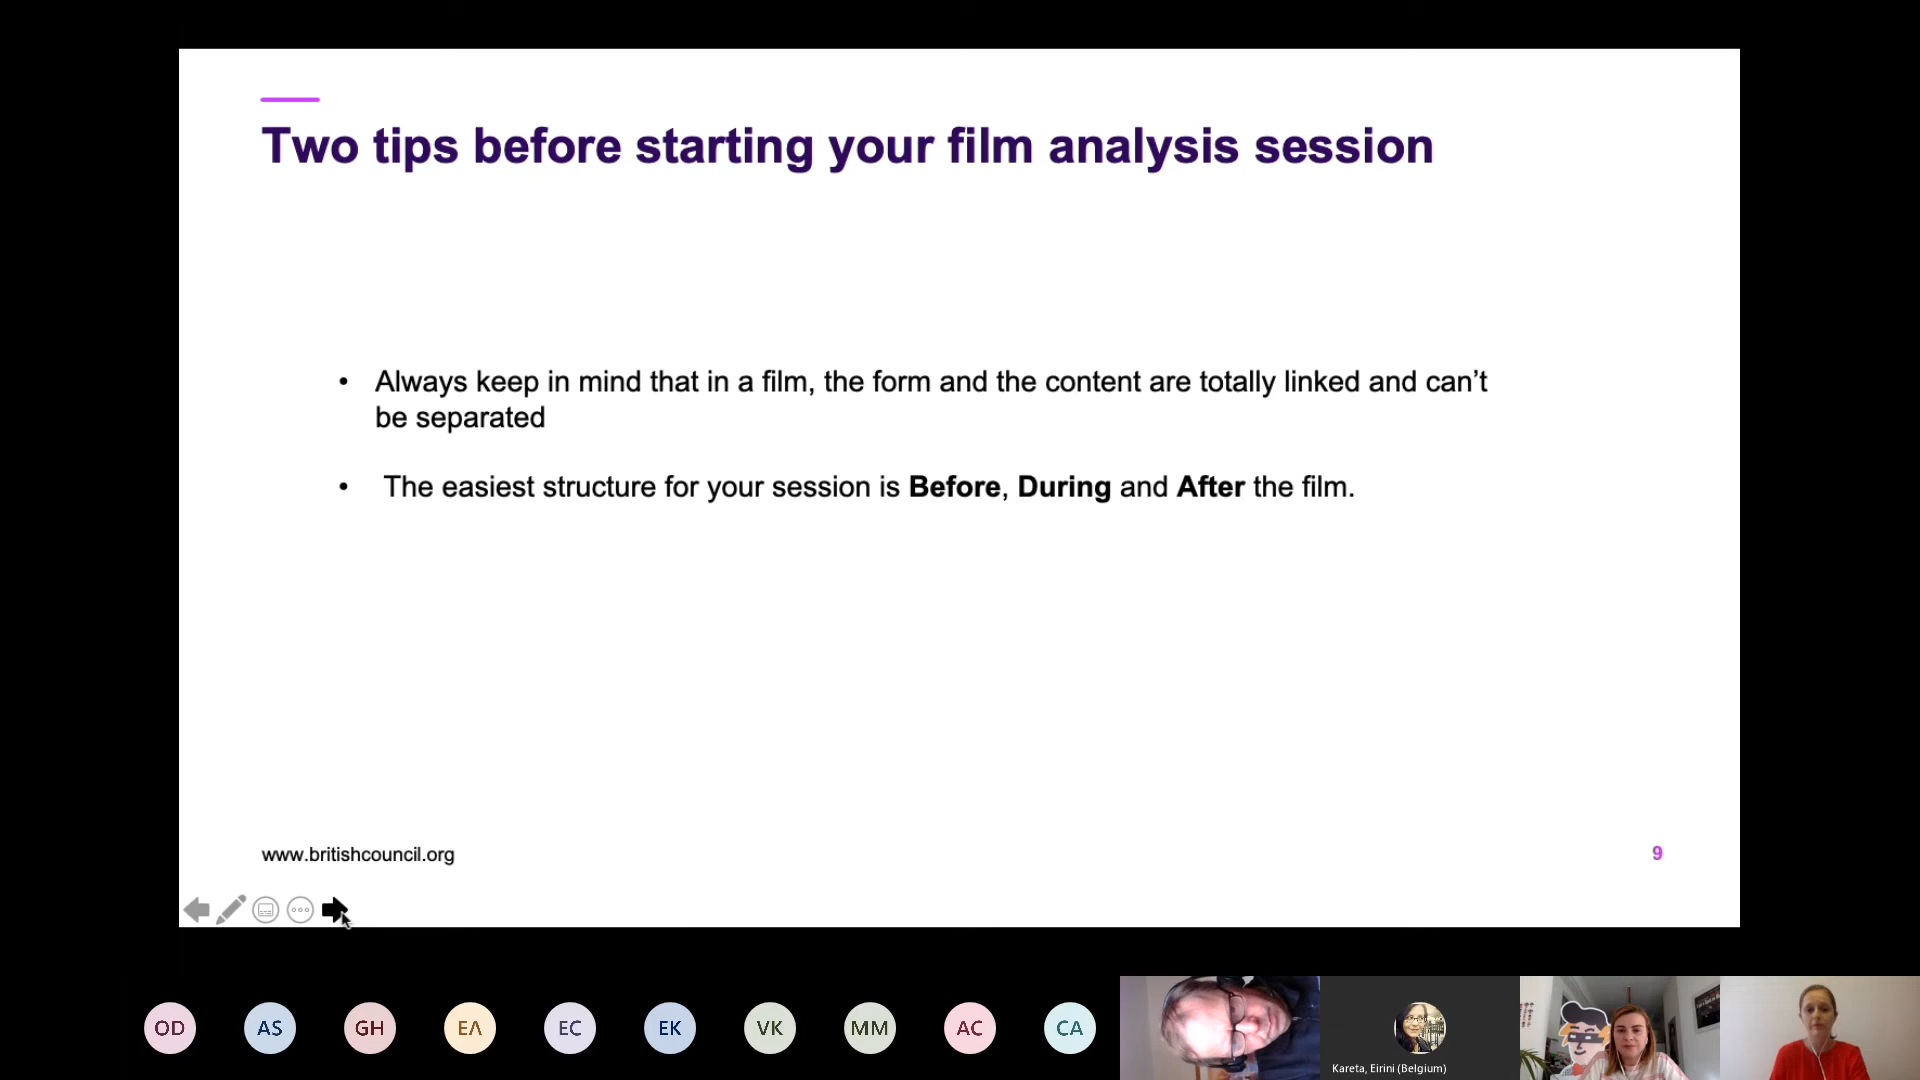 Two tips before starting your film analysis session
• Always keep in mind that in a film, the form and the content are totally linked and can’t
be separated
• The easiest structure for your session is Before, During and After the film.
www.britishcouncil.org
9
OD
AS
GH
ΕΛ
EC
EK
VK
MM
AC
CA
Kareta, Eirini (Belgium)